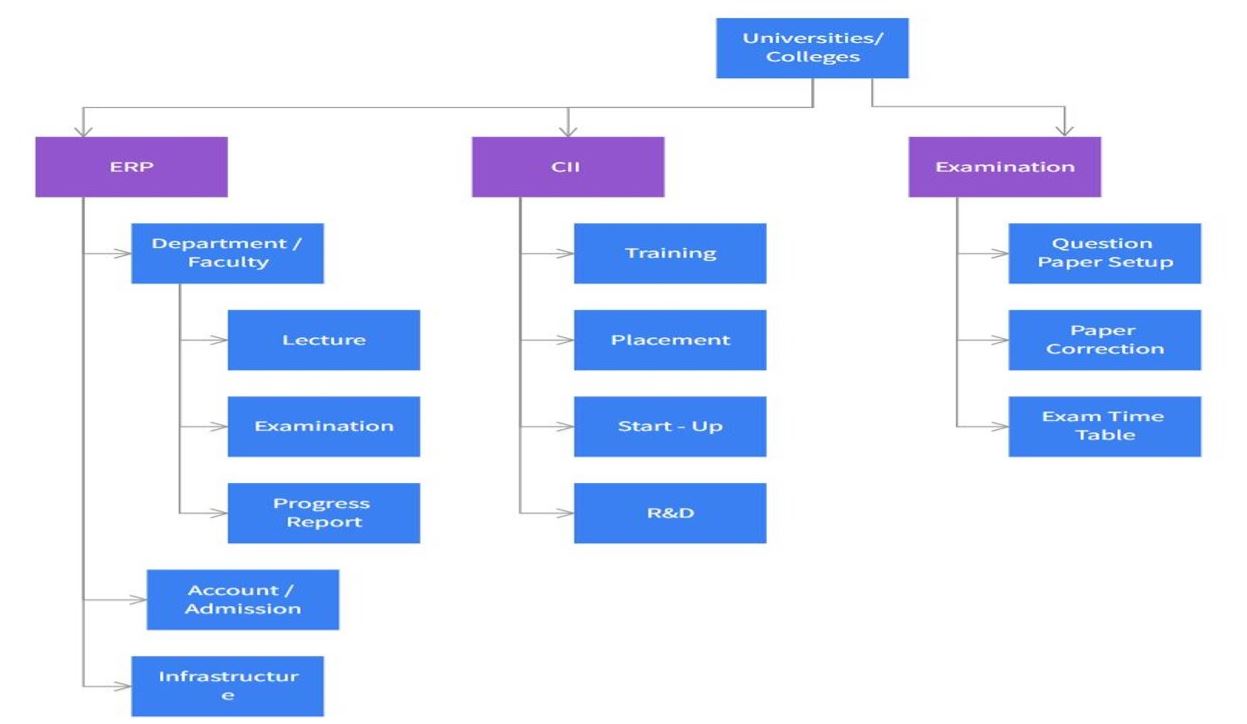 Universities/
Colleges
ERP
CII
Examination
Department /
Faculty
Lecture
Examination
Progress
Report
Account /
Admission
Infrastructur
e
Training
Placement
Start - Up
R&D
Question
Paper Setup
Paper
Correction
Exam Time
Table